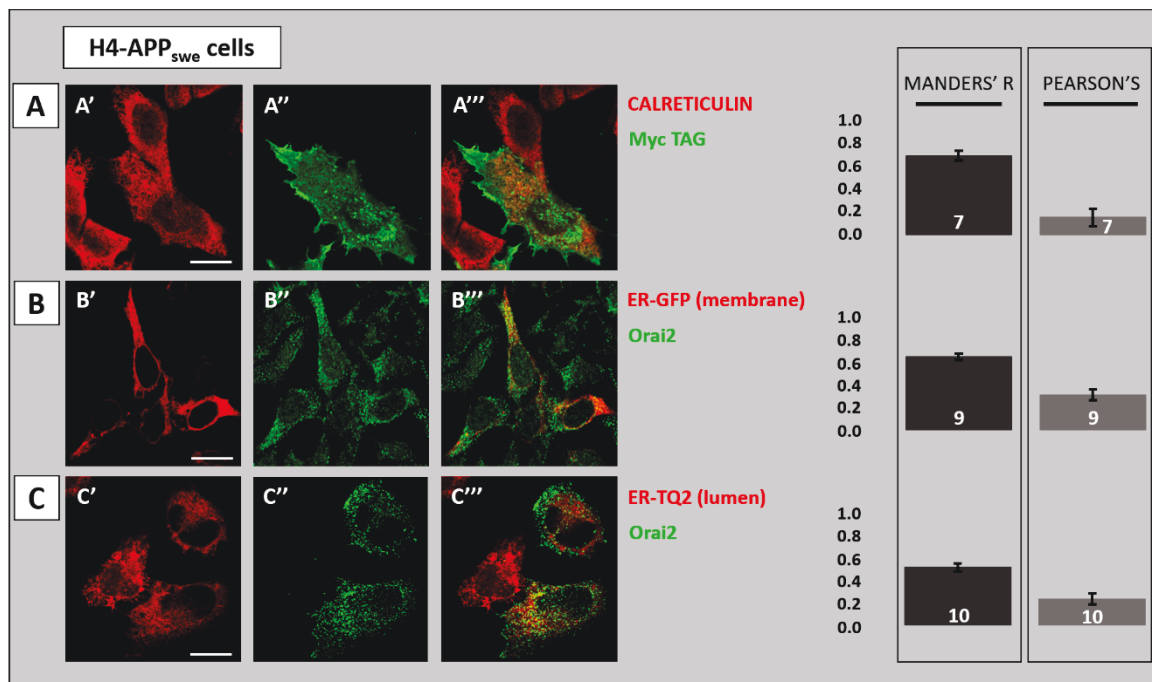 H4-APPswe cells
MANDERS' R
PEARSON'S
A
A'
A''
A'''
CALRETICULIN
Myc TAG
1.0
0.8
0.6
0.4
0.2
0.0
7
7
B
B'
B''
B'''
ER-GFP (membrane)
Orai2
1.0
0.8
0.6
0.4
0.2
0.0
9
9
C
C'
C''
C'''
ER-TQ2 (lumen)
Orai2
1.0
0.8
0.6
0.4
0.2
0.0
10
10